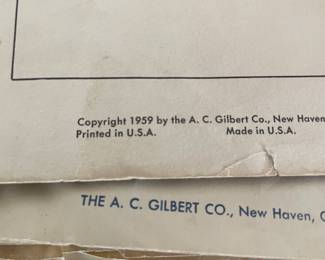 Copyright 1959 by the A. C. Gilbert Co., New Haven
Printed in U.S.A. Made in U.S.A.
THE A. C. GILBERT CO., New Haven,